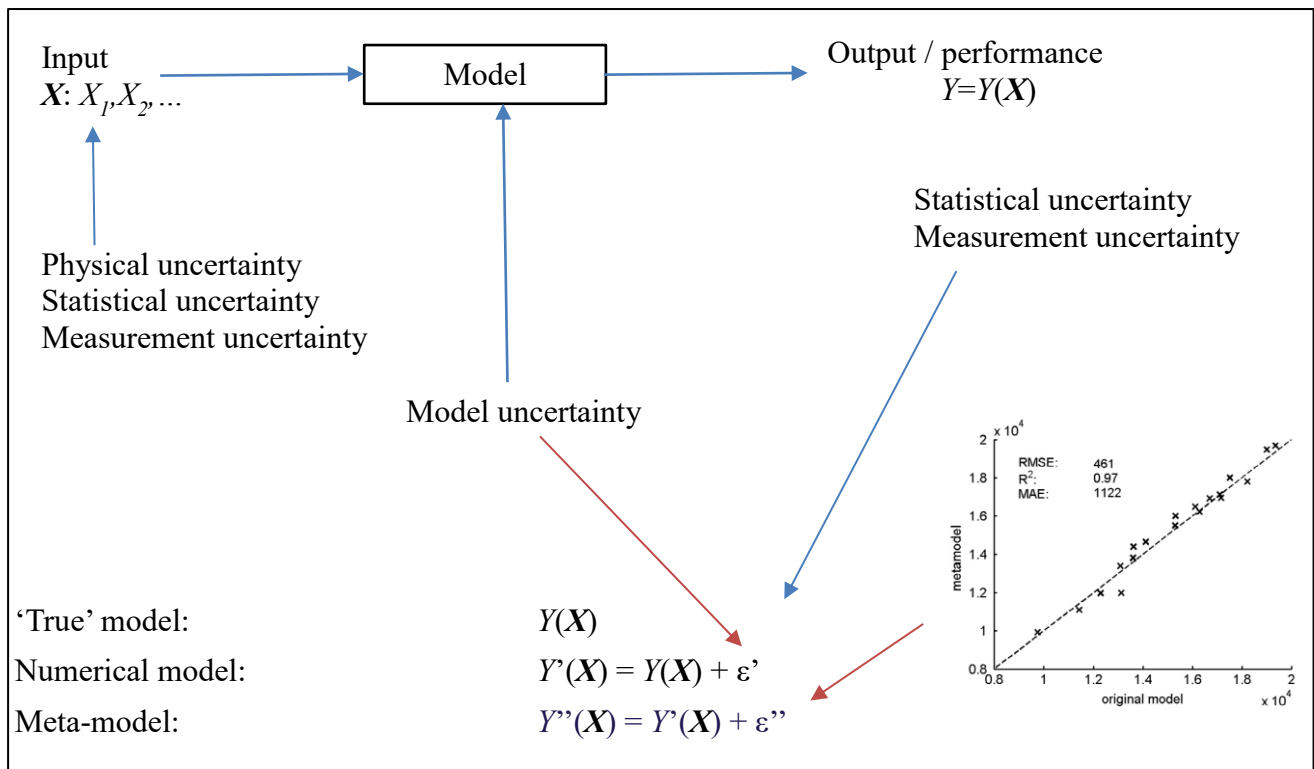 Input
X: X1,X2,…
Model
Output / performance
Y=Y(X)
Physical uncertainty
Statistical uncertainty
Measurement uncertainty
Statistical uncertainty
Measurement uncertainty
Model uncertainty
x 10^4
2
1.8
1.6
1.4
1.2
1
0.8
RMSE: 461
R²: 0.97
MAE: 1122
metamodel
0.8 1 1.2 1.4 1.6 1.8 2
original model
x 10^4
‘True’ model: Y(X)
Numerical model: Y’(X) = Y(X) + ε’
Meta-model: Y’’(X) = Y’(X) + ε’’